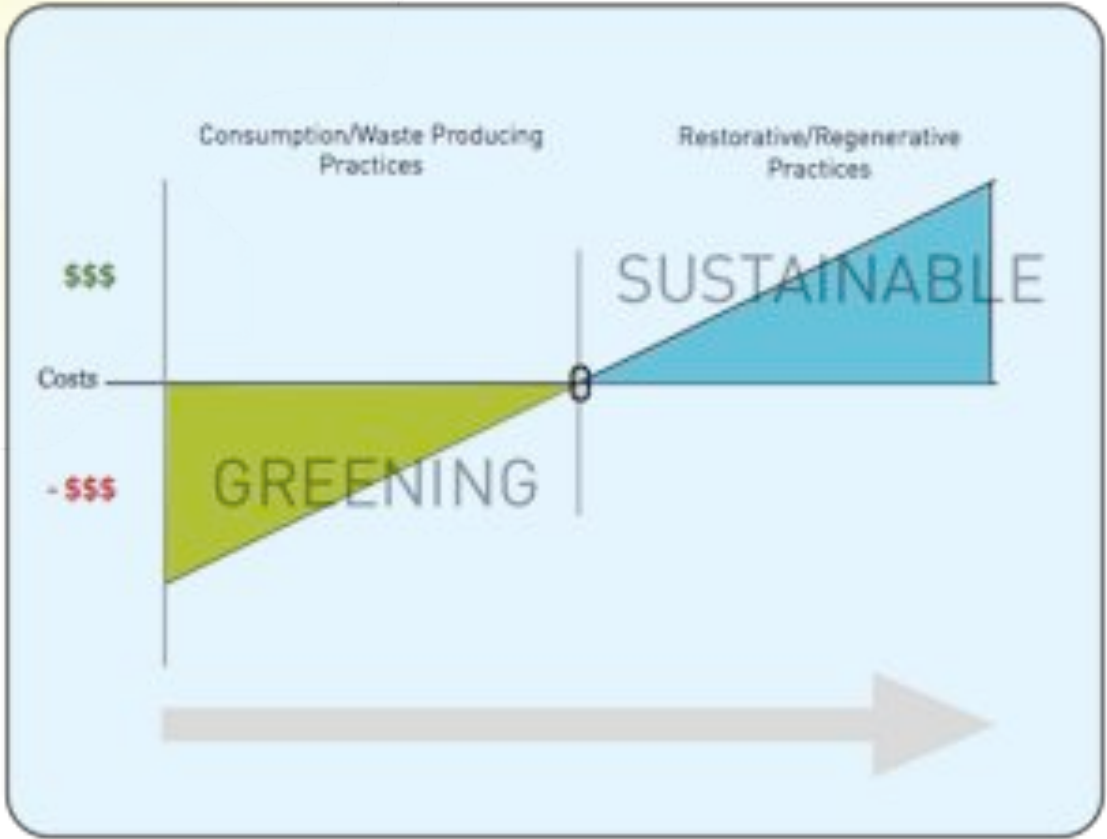 Consumption/Waste Producing
Practices
Restorative/Regenerative
Practices
$$$
SUSTAINABLE
Costs
0
- $$$
GREENING